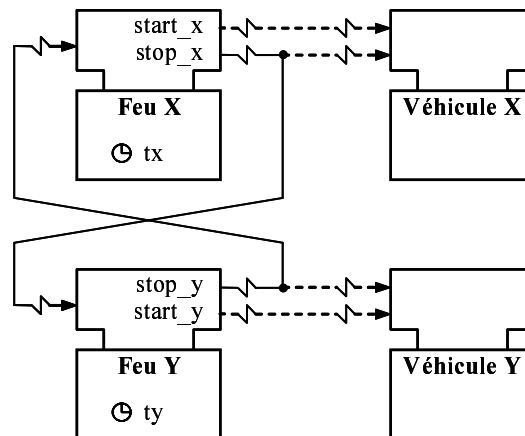 start_x
stop_x
Feu X
Véhicule X
tx
stop_y
start_y
Feu Y
Véhicule Y
ty